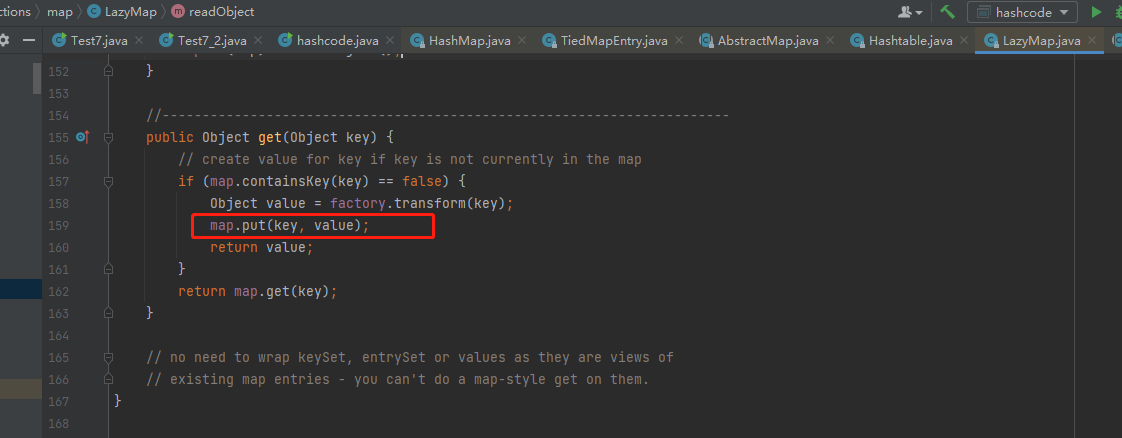 ctions › map › LazyMap › readObject
hashcode
Test7.java × Test7_2.java × hashcode.java × HashMap.java × TiedMapEntry.java × AbstractMap.java × Hashtable.java × LazyMap.java ×
152 }
153
154 //----------------------------------------------------------------------
155 public Object get(Object key) {
156 // create value for key if key is not currently in the map
157 if (map.containsKey(key) == false) {
158 Object value = factory.transform(key);
159 map.put(key, value);
160 return value;
161 }
162 return map.get(key);
163 }
164
165 // no need to wrap keySet, entrySet or values as they are views of
166 // existing map entries - you can't do a map-style get on them.
167 }
168